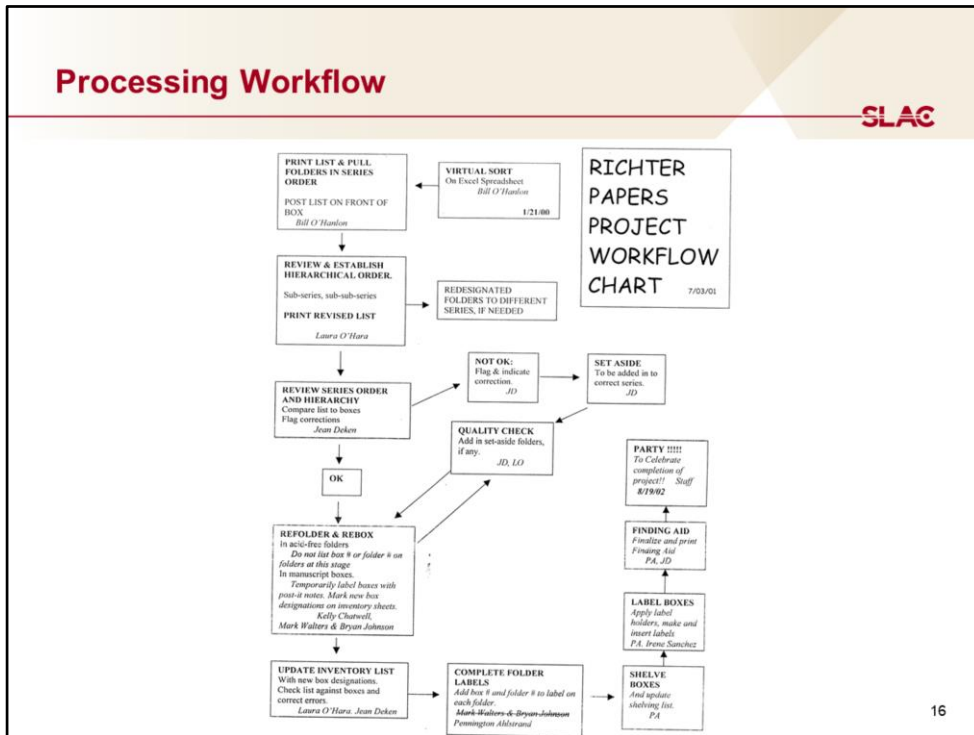 Processing Workflow
SLAC
PRINT LIST & PULL
FOLDERS IN SERIES
ORDER
POST LIST ON FRONT OF
BOX
Bill O'Hanlon
VIRTUAL SORT
On Excel Spreadsheet
Bill O'Hanlon
1/21/00
RICHTER
PAPERS
PROJECT
WORKFLOW
CHART 7/03/01
REVIEW & ESTABLISH
HIERARCHICAL ORDER.
Sub-series, sub-sub-series
PRINT REVISED LIST
Laura O'Hara
REDESIGNATED
FOLDERS TO DIFFERENT
SERIES, IF NEEDED
REVIEW SERIES ORDER
AND HIERARCHY
Compare list to boxes
Flag corrections
Jean Deken
NOT OK:
Flag & indicate
correction.
JD
SET ASIDE
To be added in to
correct series.
JD
QUALITY CHECK
Add in set-aside folders,
if any.
JD, LO
OK
REFOLDER & REBOX
In acid-free folders
Do not list box # or folder # on
folders at this stage
In manuscript boxes.
Temporarily label boxes with
post-it notes. Mark new box
designations on inventory sheets.
Kelly Chatwell,
Mark Walters & Bryan Johnson
UPDATE INVENTORY LIST
With new box designations.
Check list against boxes and
correct errors.
Laura O'Hara. Jean Deken
COMPLETE FOLDER
LABELS
Add box # and folder # to label on
each folder.
Mark Walters & Bryan Johnson
Pennington Ahlstrand
SHELVE
BOXES
And update
shelving list.
PA
LABEL BOXES
Apply label
holders, make and
insert labels
PA. Irene Sanchez
FINDING AID
Finalize and print
Finding Aid
PA, JD
PARTY !!!!!
To Celebrate
completion of
project!! Staff
8/19/02
16